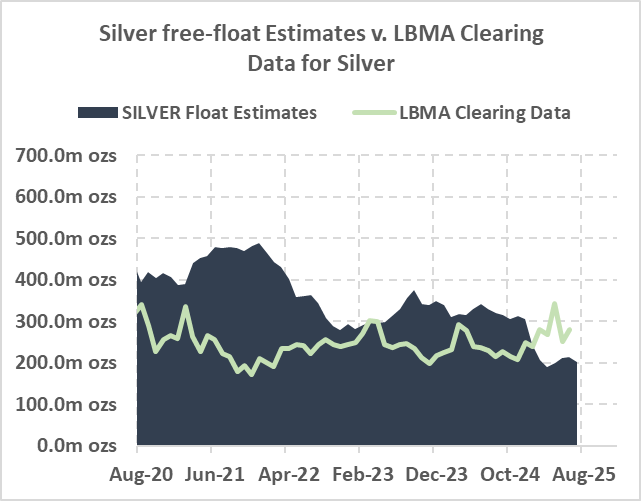 Silver free-float Estimates v. LBMA Clearing
Data for Silver
SILVER Float Estimates
LBMA Clearing Data
700.0m ozs
600.0m ozs
500.0m ozs
400.0m ozs
300.0m ozs
200.0m ozs
100.0m ozs
0.0m ozs
Aug-20 Jun-21 Apr-22 Feb-23 Dec-23 Oct-24 Aug-25